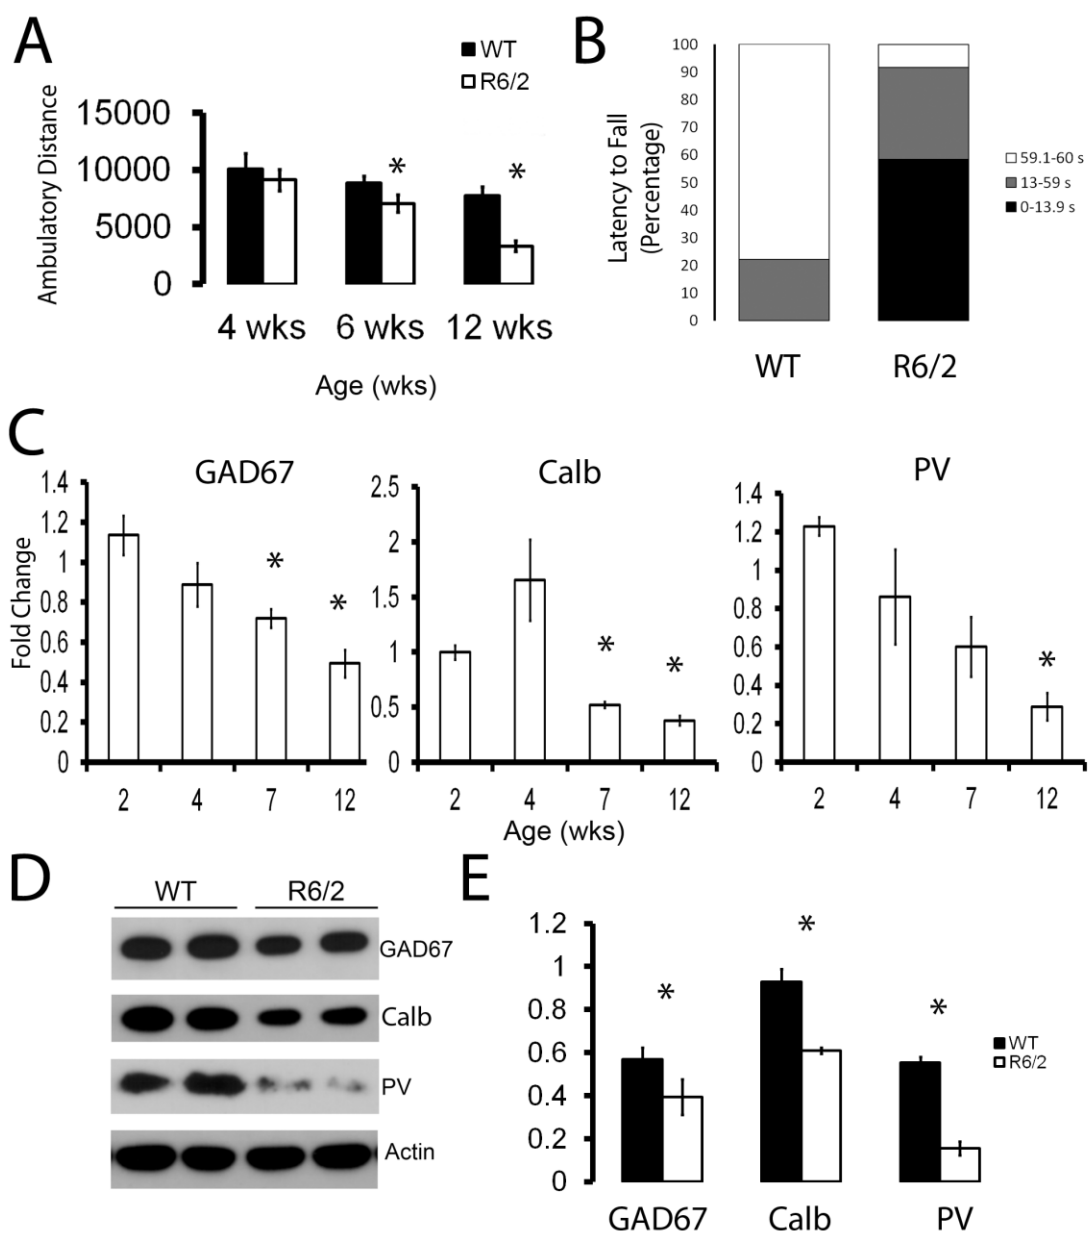 A
WT
R6/2
Ambulatory Distance
15000
10000
5000
0
*
*
4 wks 6 wks 12 wks
Age (wks)
B
Latency to Fall
(Percentage)
100
90
80
70
60
50
40
30
20
10
0
59.1-60 s
13-59 s
0-13.9 s
WT R6/2
C
Fold Change
GAD67
1.4
1.2
1
0.8
0.6
0.4
0.2
0
*
*
2 4 7 12
Calb
2.5
2
1.5
1
0.5
0
*
*
2 4 7 12
PV
1.4
1.2
1
0.8
0.6
0.4
0.2
0
*
2 4 7 12
Age (wks)
D
WT R6/2
GAD67
Calb
PV
Actin
E
1.2
1
0.8
0.6
0.4
0.2
0
*
*
*
WT
R6/2
GAD67 Calb PV